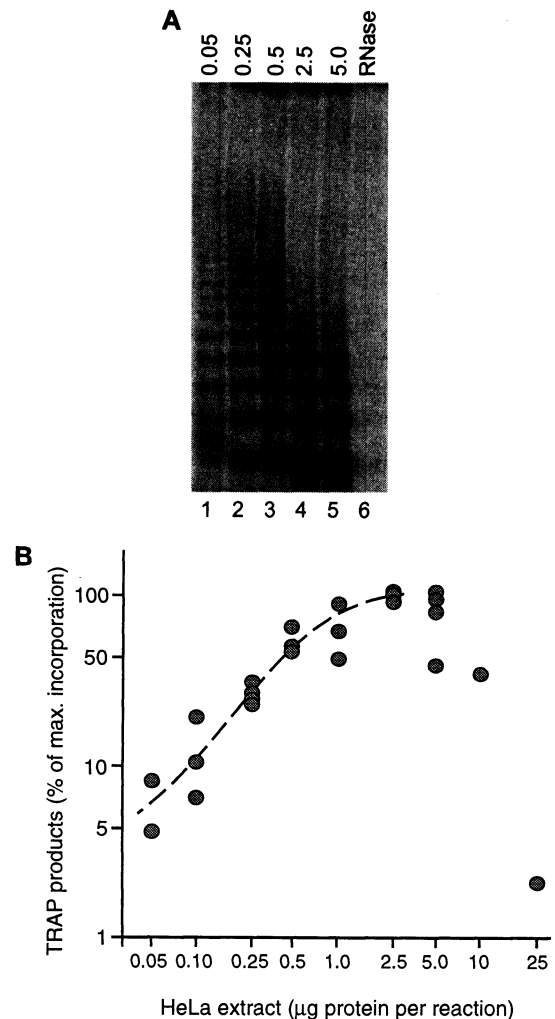 A
0.05
0.25
0.5
2.5
5.0
RNase
1 2 3 4 5 6
B
TRAP products (% of max. incorporation)
100
50
10
5
1
0.05 0.10 0.25 0.5 1.0 2.5 5.0 10 25
HeLa extract (μg protein per reaction)